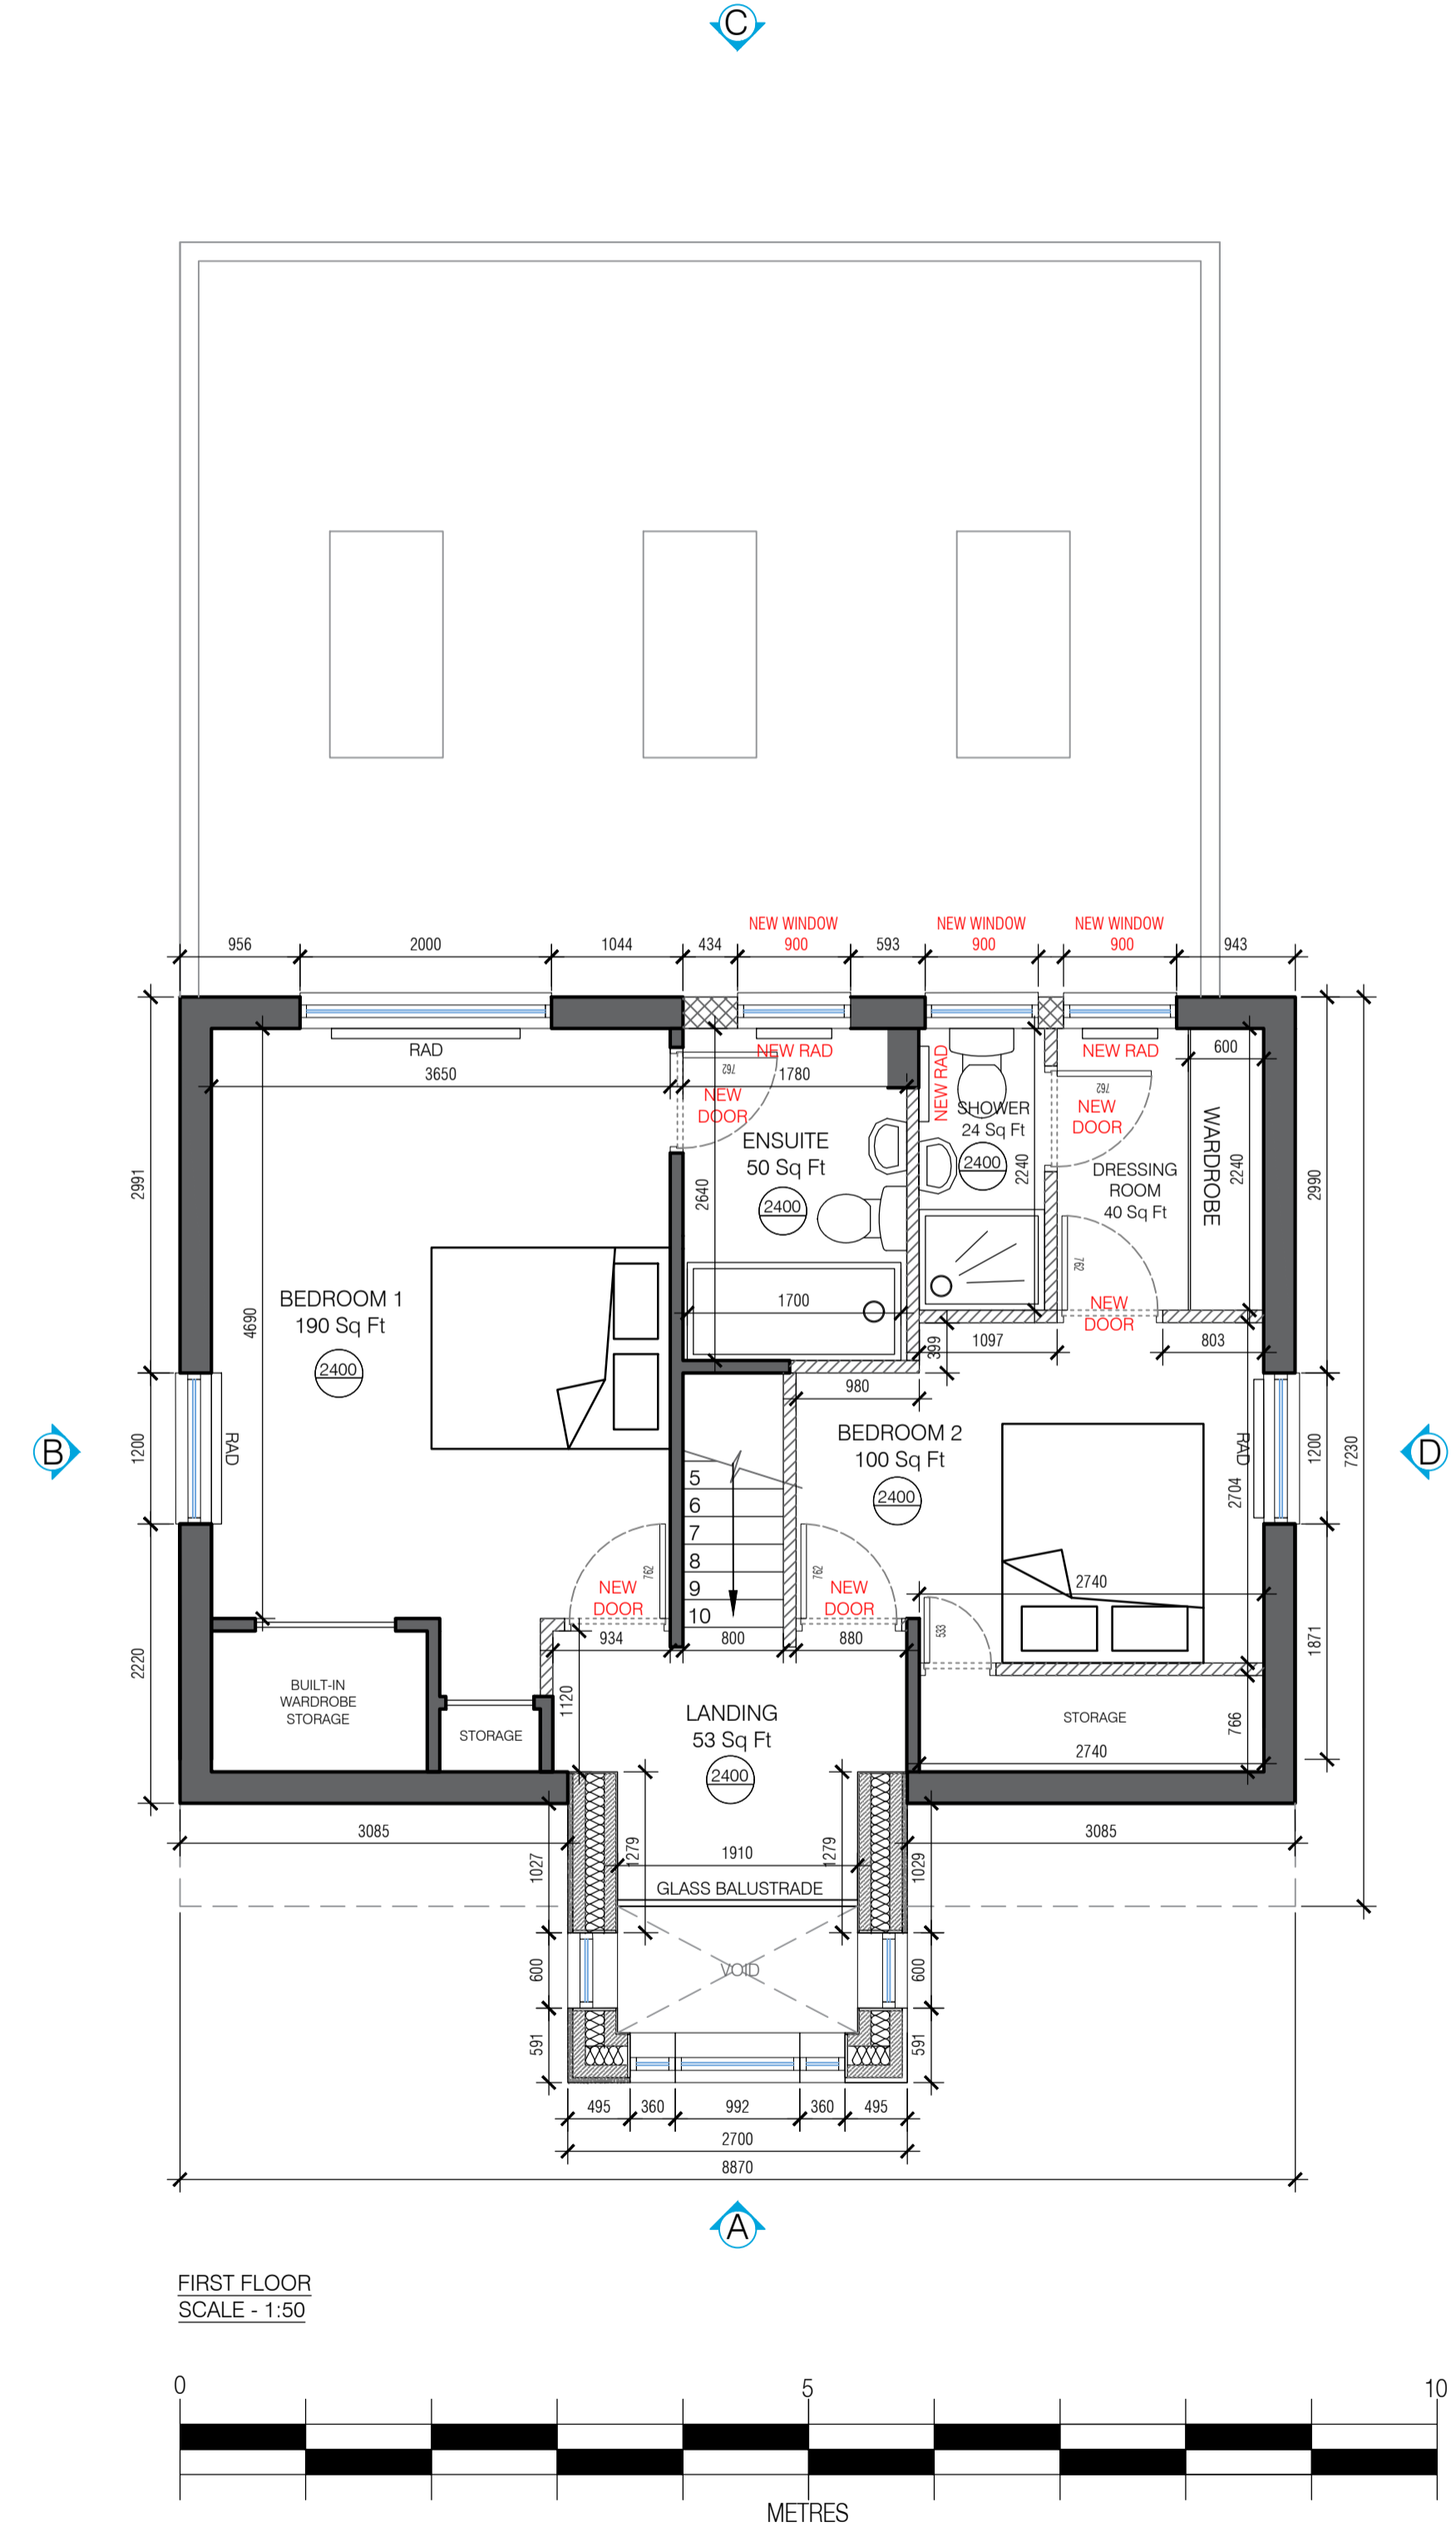 C
NEW WINDOW
NEW WINDOW
NEW WINDOW
956
2000
1044
434
900
593
900
900
943
RAD
NEW RAD
NEW RAD
NEW RAD
600
3650
762
1780
762
NEW
DOOR
NEW
DOOR
SHOWER
24 Sq Ft
2400
ENSUITE
50 Sq Ft
2400
2991
2640
2240
DRESSING
ROOM
40 Sq Ft
WARDROBE
2240
2990
762
1700
NEW
DOOR
BEDROOM 1
190 Sq Ft
2400
4690
399
1097
803
980
BEDROOM 2
100 Sq Ft
2400
B
1200
RAD
RAD
2704
1200
7230
D
5
6
7
8
9
10
762
762
NEW
DOOR
NEW
DOOR
2740
533
934
800
880
2220
1871
BUILT-IN
WARDROBE
STORAGE
STORAGE
1120
LANDING
53 Sq Ft
2400
STORAGE
766
2740
3085
3085
1027
1279
1910
1279
1029
GLASS BALUSTRADE
600
VOID
600
591
591
495
360
992
360
495
2700
8870
A
FIRST FLOOR
SCALE - 1:50
0
5
10
METRES